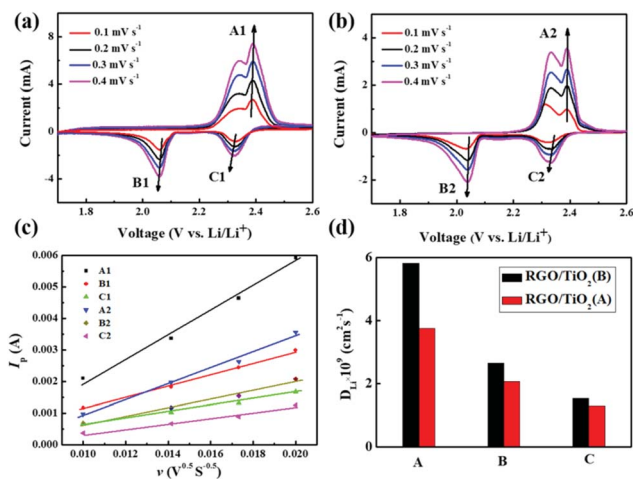 (a)
0.1 mV s⁻¹
0.2 mV s⁻¹
0.3 mV s⁻¹
0.4 mV s⁻¹
A1
B1
C1
Current (mA)
8
4
0
-4
1.8 2.0 2.2 2.4 2.6
Voltage (V vs. Li/Li⁺)
(b)
0.1 mV s⁻¹
0.2 mV s⁻¹
0.3 mV s⁻¹
0.4 mV s⁻¹
A2
B2
C2
Current (mA)
4
2
0
-2
1.8 2.0 2.2 2.4 2.6
Voltage (V vs. Li/Li⁺)
(c)
A1
B1
C1
A2
B2
C2
Iₚ (A)
0.006
0.005
0.004
0.003
0.002
0.001
0.000
0.010 0.012 0.014 0.016 0.018 0.020
v (V⁰·⁵ S⁻⁰·⁵)
(d)
RGO/TiO₂(B)
RGO/TiO₂(A)
D_Li×10⁹ (cm² s⁻¹)
6
4
2
0
A B C